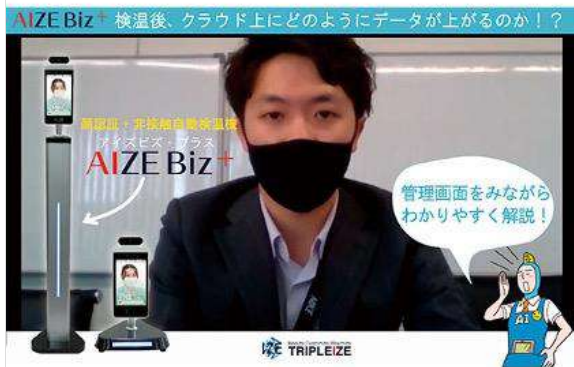 AIZE Biz+ 検温後、クラウド上にどのようにデータが上がるのか!?
顔認証+非接触自動検温機
アイズビズ・プラス
AIZE Biz+
管理画面をみながら
わかりやすく解説!
AI
TRIPLEIZE